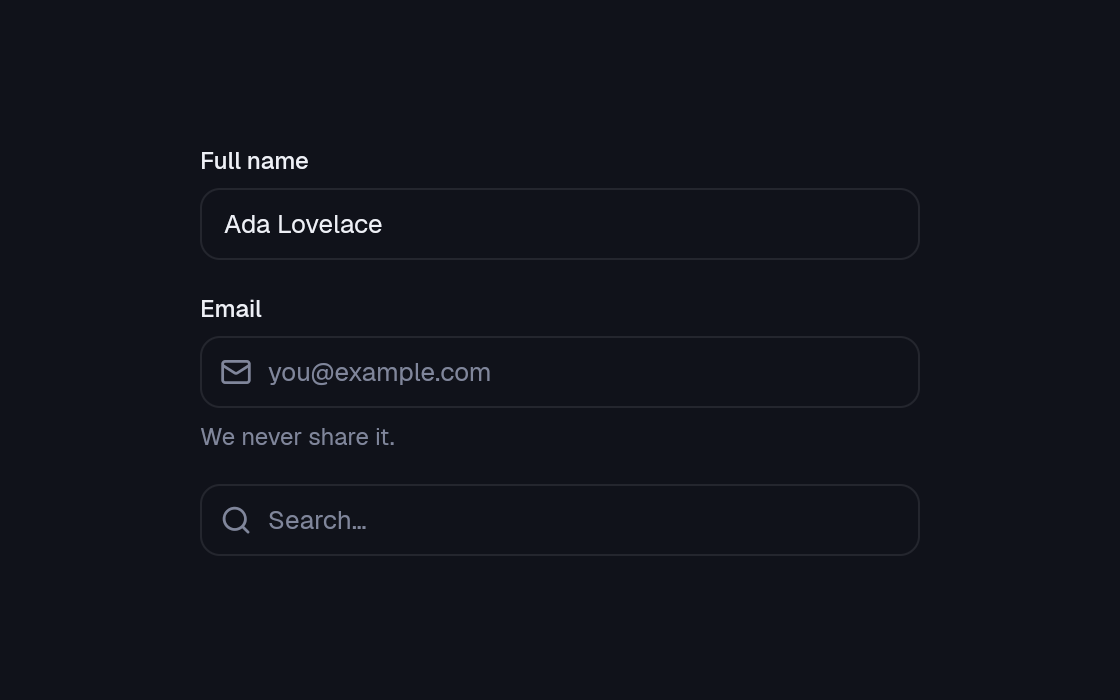 Full name
Ada Lovelace
Email
you@example.com
We never share it.
Search…